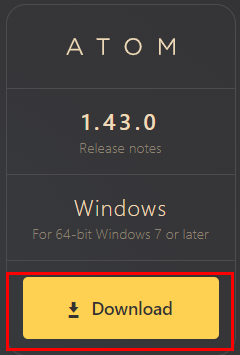 ATOM
1.43.0
Release notes
Windows
For 64-bit Windows 7 or later
Download